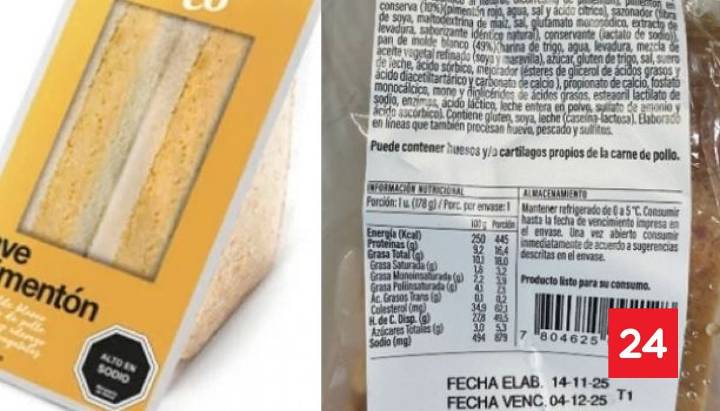 co
ve
mentón
ALTO EN
SODIO
conserva (10%)(pimentón rojo, agua, sal y ácido cítrico), sazonador (fibra
de soya, maltodextrina de maíz, sal, glutamato monosódico, extracto de
levadura, saborizante idéntico natural), conservante (lactato de sodio),
pan de molde blanco (49%)(harina de trigo, agua, levadura, mezcla de
aceite vegetal refinado (soya y maravilla), azúcar, gluten de trigo, sal, suero
de leche, ácido sórbico, mejorador (ésteres de glicerol de ácidos grasos y
ácido diacetiltartárico y carbonato de calcio), propionato de calcio, fosfato
monocálcico, mono y diglicéridos de ácidos grasos, estearoil lactilato de
sodio, enzimas, ácido láctico, leche entera en polvo, sulfato de amonio y
ácido ascórbico). Contiene gluten, soya, leche (caseína-lactosa). Elaborado
en líneas que también procesan huevo, pescado y sulfitos.
Puede contener huesos y/o cartílagos propios de la carne de pollo.
INFORMACIÓN NUTRICIONAL
Porción: 1 u. (178 g) / Porc. por envase: 1
100 g Porción
Energía (Kcal) 250 445
Proteínas (g) 9,2 16,4
Grasa Total (g) 10,1 18,0
Grasa Saturada (g) 1,8 3,2
Grasa Monoinsaturada (g) 2,2 3,9
Grasa Poliinsaturada (g) 4,1 7,3
Ác. Grasos Trans (g) 0,1 0,2
Colesterol (mg) 34,9 62,1
H. de C. Disp. (g) 27,8 49,5
Azúcares Totales (g) 3,0 5,3
Sodio (mg) 494 879
ALMACENAMIENTO
Mantener refrigerado de 0 a 5 °C. Consumir
hasta la fecha de vencimiento impresa en
el envase. Una vez abierto consumir
inmediatamente de acuerdo a sugerencias
descritas en el envase.
Producto listo para su consumo.
7 804625
24
FECHA ELAB. 14-11-25
FECHA VENC. 04-12-25 T1